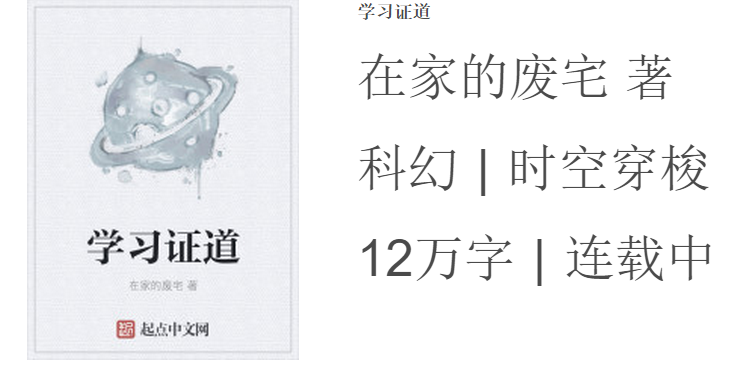 学习证道
在家的废宅 著
起点中文网
学习证道
在家的废宅 著
科幻 | 时空穿梭
12万字 | 连载中